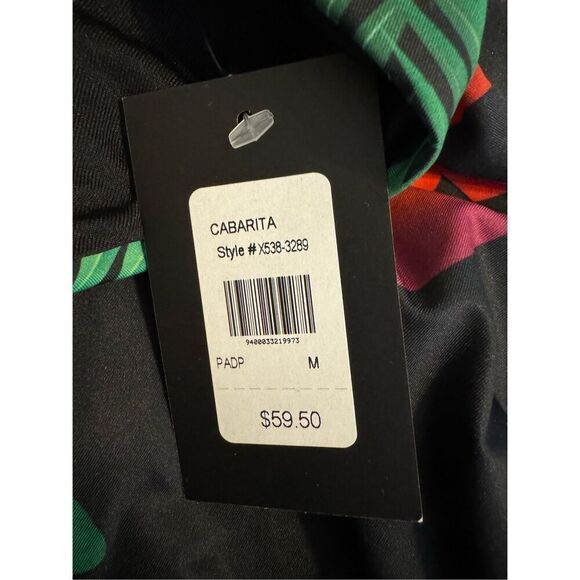 CABARITA
Style # X538-3289
9400033219973
PADP M
$59.50